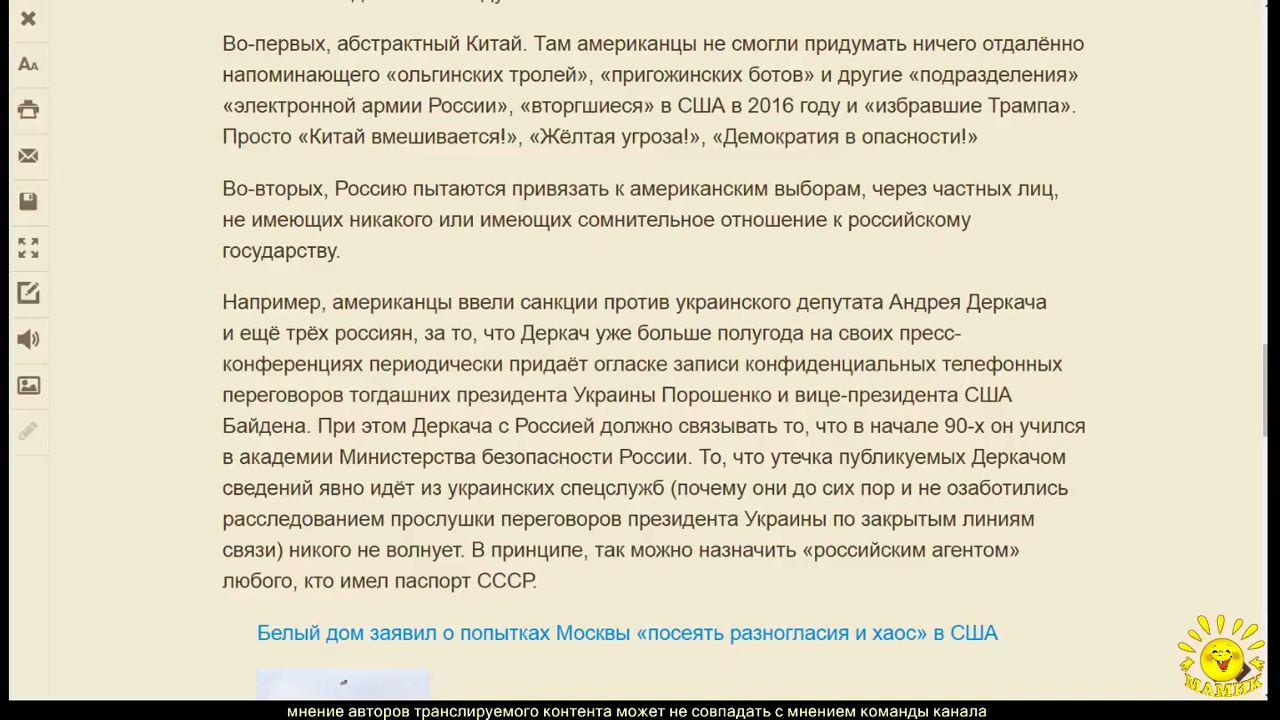 Во-первых, абстрактный Китай. Там американцы не смогли придумать ничего отдалённо
напоминающего «ольгинских тролей», «пригожинских ботов» и другие «подразделения»
«электронной армии России», «вторгшиеся» в США в 2016 году и «избравшие Трампа».
Просто «Китай вмешивается!», «Жёлтая угроза!», «Демократия в опасности!»
Во-вторых, Россию пытаются привязать к американским выборам, через частных лиц,
не имеющих никакого или имеющих сомнительное отношение к российскому
государству.
Например, американцы ввели санкции против украинского депутата Андрея Деркача
и ещё трёх россиян, за то, что Деркач уже больше полугода на своих пресс-
конференциях периодически придаёт огласке записи конфиденциальных телефонных
переговоров тогдашних президента Украины Порошенко и вице-президента США
Байдена. При этом Деркача с Россией должно связывать то, что в начале 90-х он учился
в академии Министерства безопасности России. То, что утечка публикуемых Деркачом
сведений явно идёт из украинских спецслужб (почему они до сих пор и не озаботились
расследованием прослушки переговоров президента Украины по закрытым линиям
связи) никого не волнует. В принципе, так можно назначить «российским агентом»
любого, кто имел паспорт СССР.
Белый дом заявил о попытках Москвы «посеять разногласия и хаос» в США
МАМИК
мнение авторов транслируемого контента может не совпадать с мнением команды канала